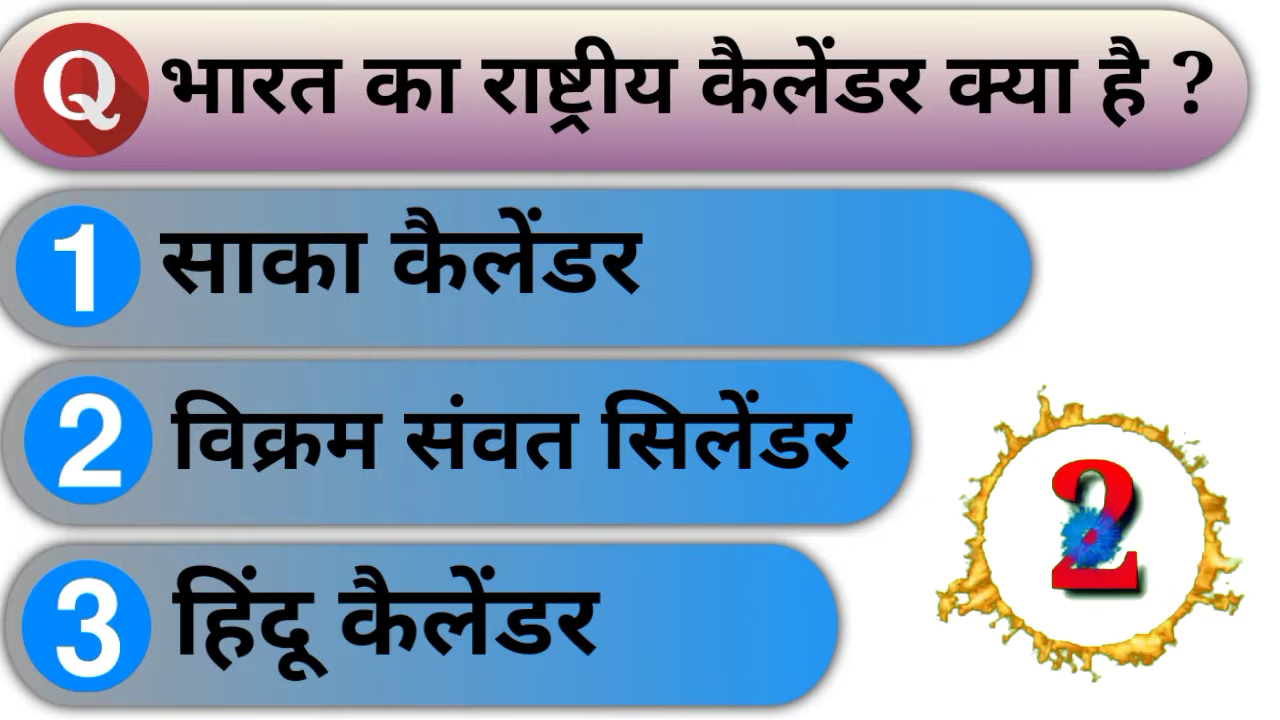 Q भारत का राष्ट्रीय कैलेंडर क्या है ?
1 साका कैलेंडर
2 विक्रम संवत सिलेंडर
3 हिंदू कैलेंडर
2